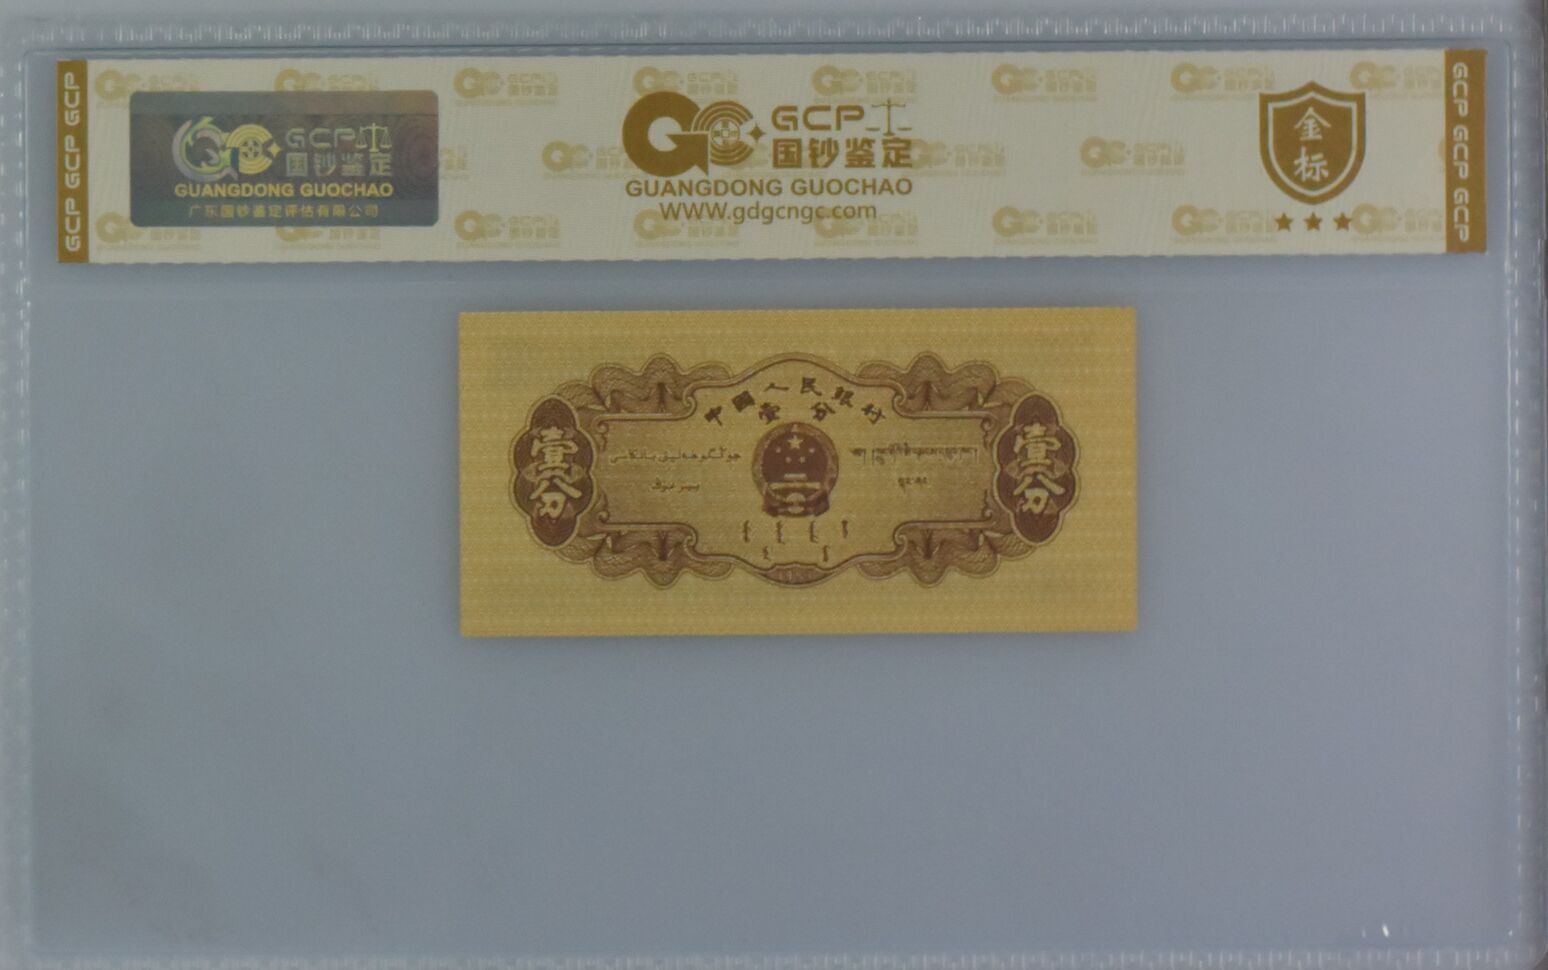 GCP GCP GCP
GCP
国钞鉴定
GUANGDONG GUOCHAO
广东国钞鉴定评估有限公司
GCP
国钞鉴定
GUANGDONG GUOCHAO
WWW.gdgcngc.com
金标
GCP GCP GCP
中国人民银行
壹分
壹分
壹分